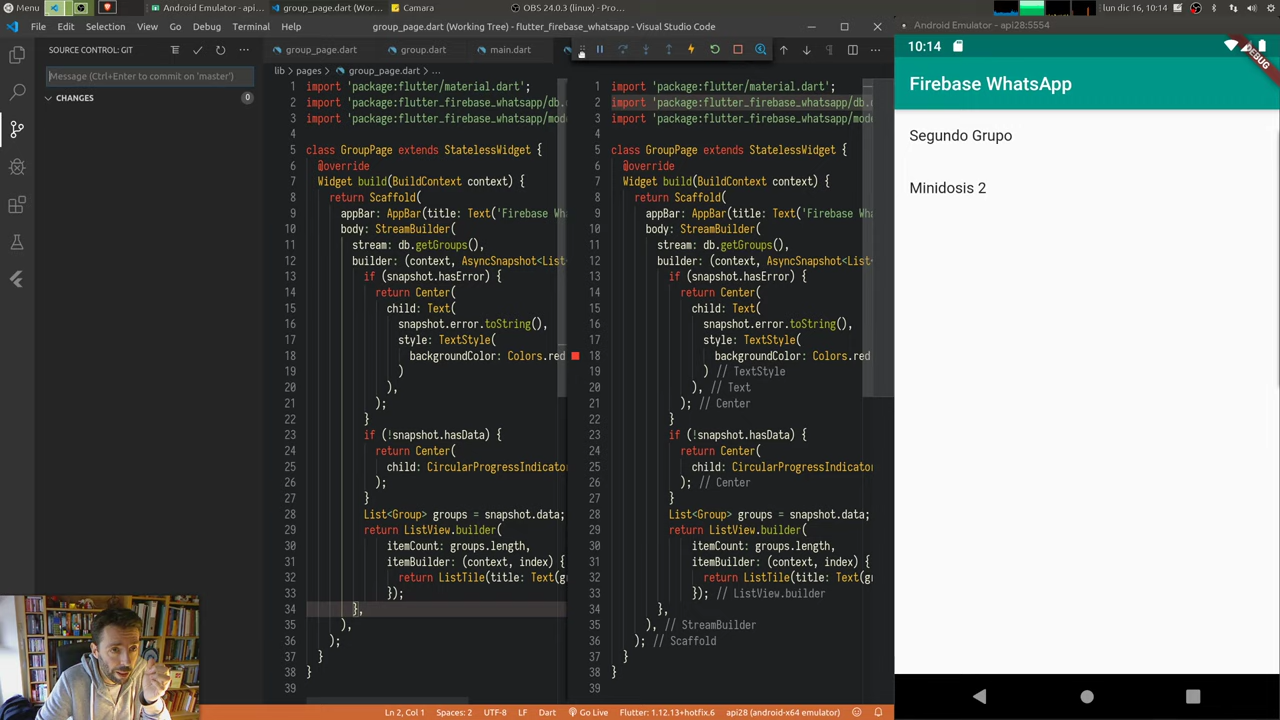 Menu
Android Emulator - api...
group_page.dart (Wor...
Camara
OBS 24.0.3 (linux) - Pro...
lun dic 16, 10:14
File Edit Selection View Go Debug Terminal Help
group_page.dart (Working Tree) - flutter_firebase_whatsapp - Visual Studio Code
Android Emulator - api28:5554
SOURCE CONTROL: GIT
group_page.dart group.dart main.dart
Message (Ctrl+Enter to commit on 'master')
CHANGES 0
lib › pages › group_page.dart › ...
1 import 'package:flutter/material.dart';
2 import 'package:flutter_firebase_whatsapp/db.
3 import 'package:flutter_firebase_whatsapp/mod
4
5 class GroupPage extends StatelessWidget {
6 @override
7 Widget build(BuildContext context) {
8 return Scaffold(
9 appBar: AppBar(title: Text('Firebase Wh
10 body: StreamBuilder(
11 stream: db.getGroups(),
12 builder: (context, AsyncSnapshot<List
13 if (snapshot.hasError) {
14 return Center(
15 child: Text(
16 snapshot.error.toString(),
17 style: TextStyle(
18 backgroundColor: Colors.red
19 )
20 ),
21 );
22 }
23 if (!snapshot.hasData) {
24 return Center(
25 child: CircularProgressIndicator
26 );
27 }
28 List<Group> groups = snapshot.data;
29 return ListView.builder(
30 itemCount: groups.length,
31 itemBuilder: (context, index) {
32 return ListTile(title: Text(g
33 });
34 },
35 ),
36 );
37 }
38 }
39
1 import 'package:flutter/material.dart';
2 import 'package:flutter_firebase_whatsapp/db.
3 import 'package:flutter_firebase_whatsapp/mod
4
5 class GroupPage extends StatelessWidget {
6 @override
7 Widget build(BuildContext context) {
8 return Scaffold(
9 appBar: AppBar(title: Text('Firebase Wh
10 body: StreamBuilder(
11 stream: db.getGroups(),
12 builder: (context, AsyncSnapshot<List
13 if (snapshot.hasError) {
14 return Center(
15 child: Text(
16 snapshot.error.toString(),
17 style: TextStyle(
18 backgroundColor: Colors.red
19 ) // TextStyle
20 ), // Text
21 ); // Center
22 }
23 if (!snapshot.hasData) {
24 return Center(
25 child: CircularProgressIndicator
26 ); // Center
27 }
28 List<Group> groups = snapshot.data;
29 return ListView.builder(
30 itemCount: groups.length,
31 itemBuilder: (context, index) {
32 return ListTile(title: Text(g
33 }); // ListView.builder
34 },
35 ), // StreamBuilder
36 ); // Scaffold
37 }
38 }
39
10:14
DEBUG
Firebase WhatsApp
Segundo Grupo
Minidosis 2
Ln 2, Col 1 Spaces: 2 UTF-8 LF Dart Go Live Flutter: 1.12.13+hotfix.6 api28 (android-x64 emulator)